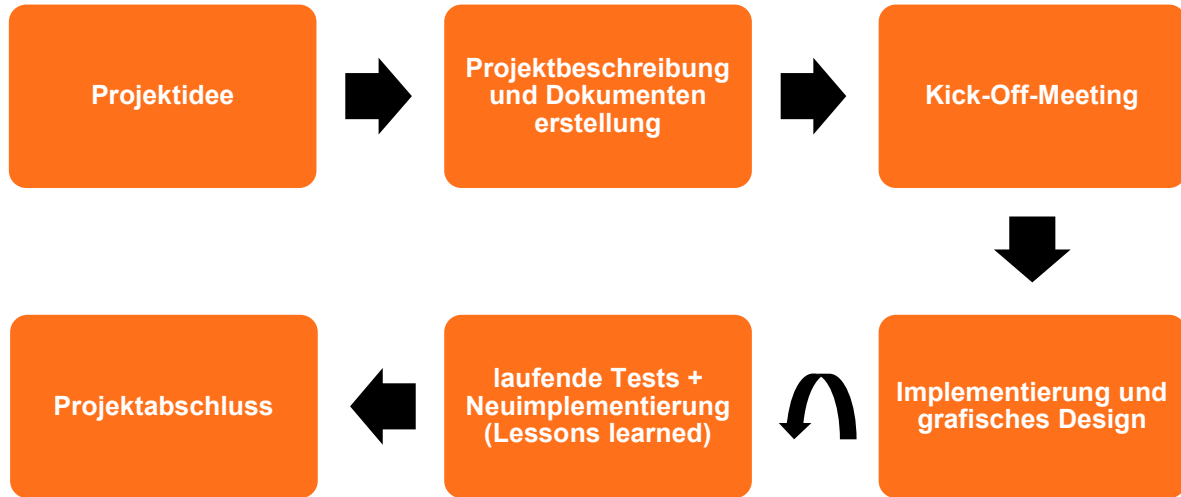 Projektidee
Projektbeschreibung
und Dokumenten
erstellung
Kick-Off-Meeting
Implementierung und
grafisches Design
laufende Tests +
Neuimplementierung
(Lessons learned)
Projektabschluss